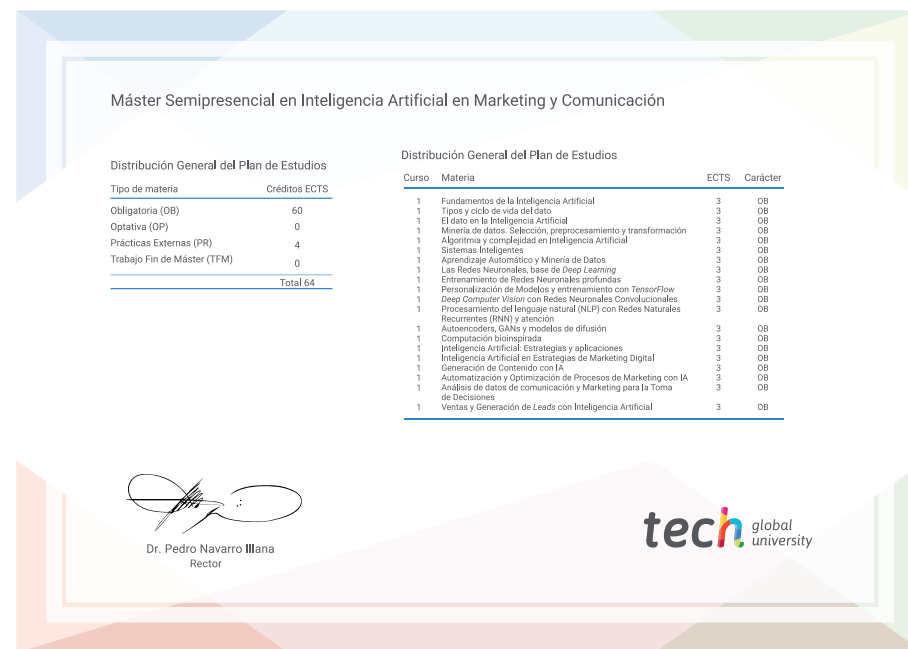 Máster Semipresencial en Inteligencia Artificial en Marketing y Comunicación
Distribución General del Plan de Estudios
Tipo de materia Créditos ECTS
Obligatoria (OB) 60
Optativa (OP) 0
Prácticas Externas (PR) 4
Trabajo Fin de Máster (TFM) 0
Total 64
Distribución General del Plan de Estudios
Curso Materia ECTS Carácter
1 Fundamentos de la Inteligencia Artificial 3 OB
1 Tipos y ciclo de vida del dato 3 OB
1 El dato en la Inteligencia Artificial 3 OB
1 Minería de datos. Selección, preprocesamiento y transformación 3 OB
1 Algoritmia y complejidad en Inteligencia Artificial 3 OB
1 Sistemas Inteligentes 3 OB
1 Aprendizaje Automático y Minería de Datos 3 OB
1 Las Redes Neuronales, base de Deep Learning 3 OB
1 Entrenamiento de Redes Neuronales profundas 3 OB
1 Personalización de Modelos y entrenamiento con TensorFlow 3 OB
1 Deep Computer Vision con Redes Neuronales Convolucionales 3 OB
1 Procesamiento del lenguaje natural (NLP) con Redes Naturales 3 OB
Recurrentes (RNN) y atención
1 Autoencoders, GANs y modelos de difusión 3 OB
1 Computación bioinspirada 3 OB
1 Inteligencia Artificial: Estrategias y aplicaciones 3 OB
1 Inteligencia Artificial en Estrategias de Marketing Digital 3 OB
1 Generación de Contenido con IA 3 OB
1 Automatización y Optimización de Procesos de Marketing con IA 3 OB
1 Análisis de datos de comunicación y Marketing para la Toma 3 OB
de Decisiones
1 Ventas y Generación de Leads con Inteligencia Artificial 3 OB
Dr. Pedro Navarro Illana
Rector
tech global
university